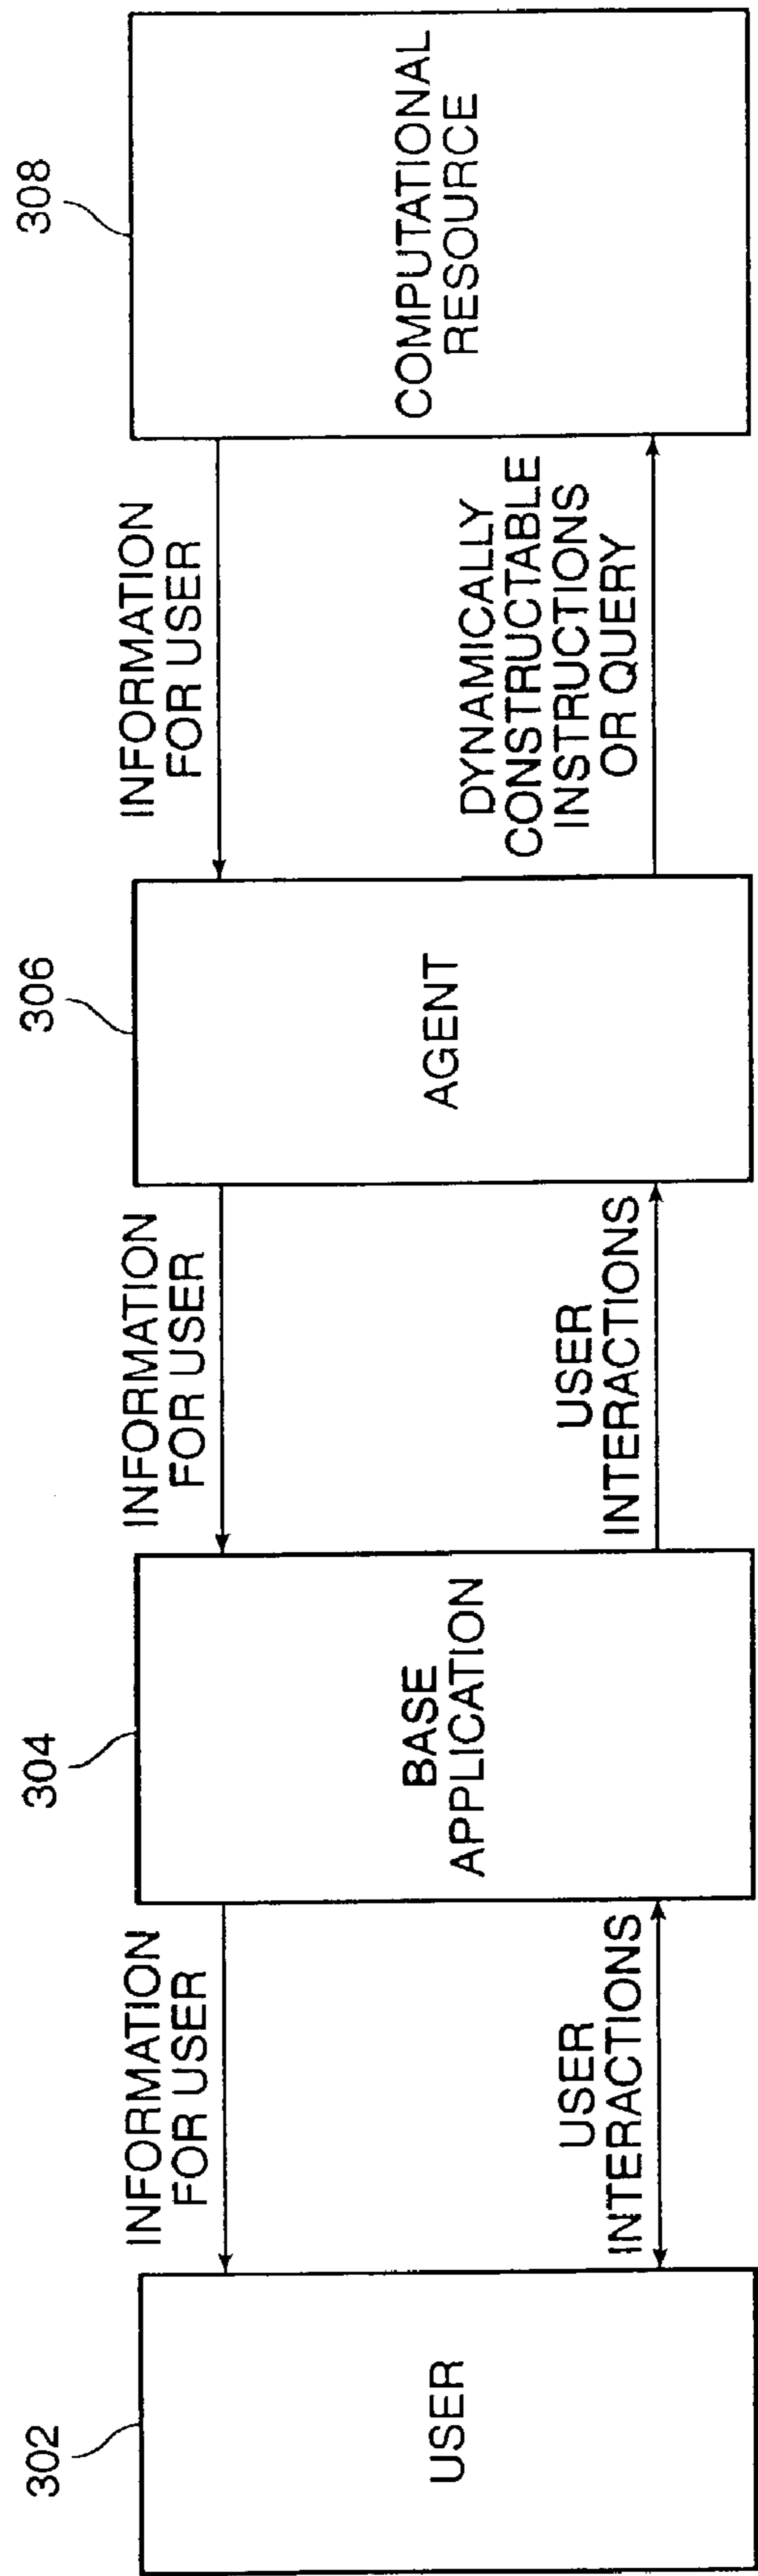 302
304
306
308
USER
INFORMATION
FOR USER
USER
INTERACTIONS
BASE
APPLICATION
INFORMATION
FOR USER
USER
INTERACTIONS
AGENT
INFORMATION
FOR USER
DYNAMICALLY
CONSTRUCTABLE
INSTRUCTIONS
OR QUERY
COMPUTATIONAL
RESOURCE